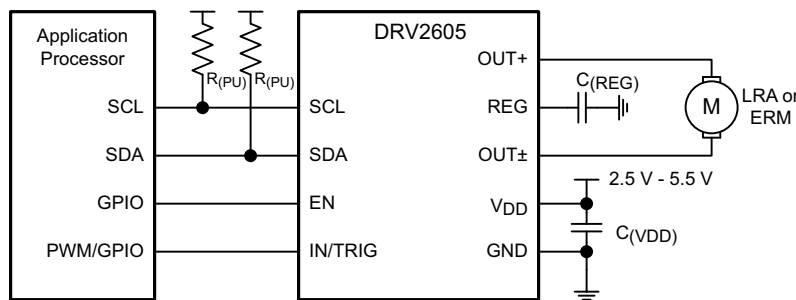 Application
Processor
SCL
SDA
GPIO
PWM/GPIO
R(PU)
R(PU)
DRV2605
SCL
SDA
EN
IN/TRIG
OUT+
REG
OUT±
VDD
GND
C(REG)
M
LRA or
ERM
2.5 V - 5.5 V
C(VDD)